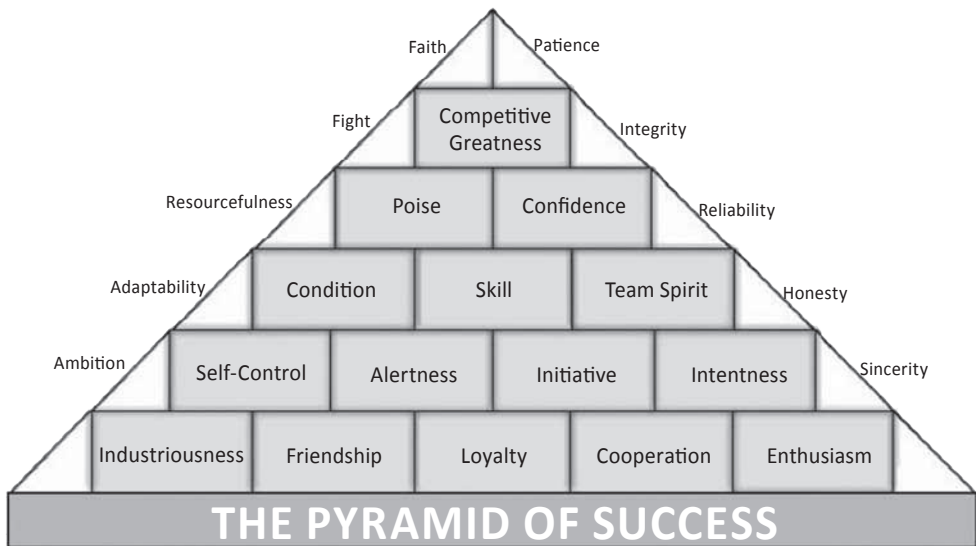 Faith
Patience
Competitive
Greatness
Fight
Integrity
Resourcefulness
Poise
Confidence
Reliability
Adaptability
Condition
Skill
Team Spirit
Honesty
Ambition
Self-Control
Alertness
Initiative
Intentness
Sincerity
Industriousness
Friendship
Loyalty
Cooperation
Enthusiasm
THE PYRAMID OF SUCCESS